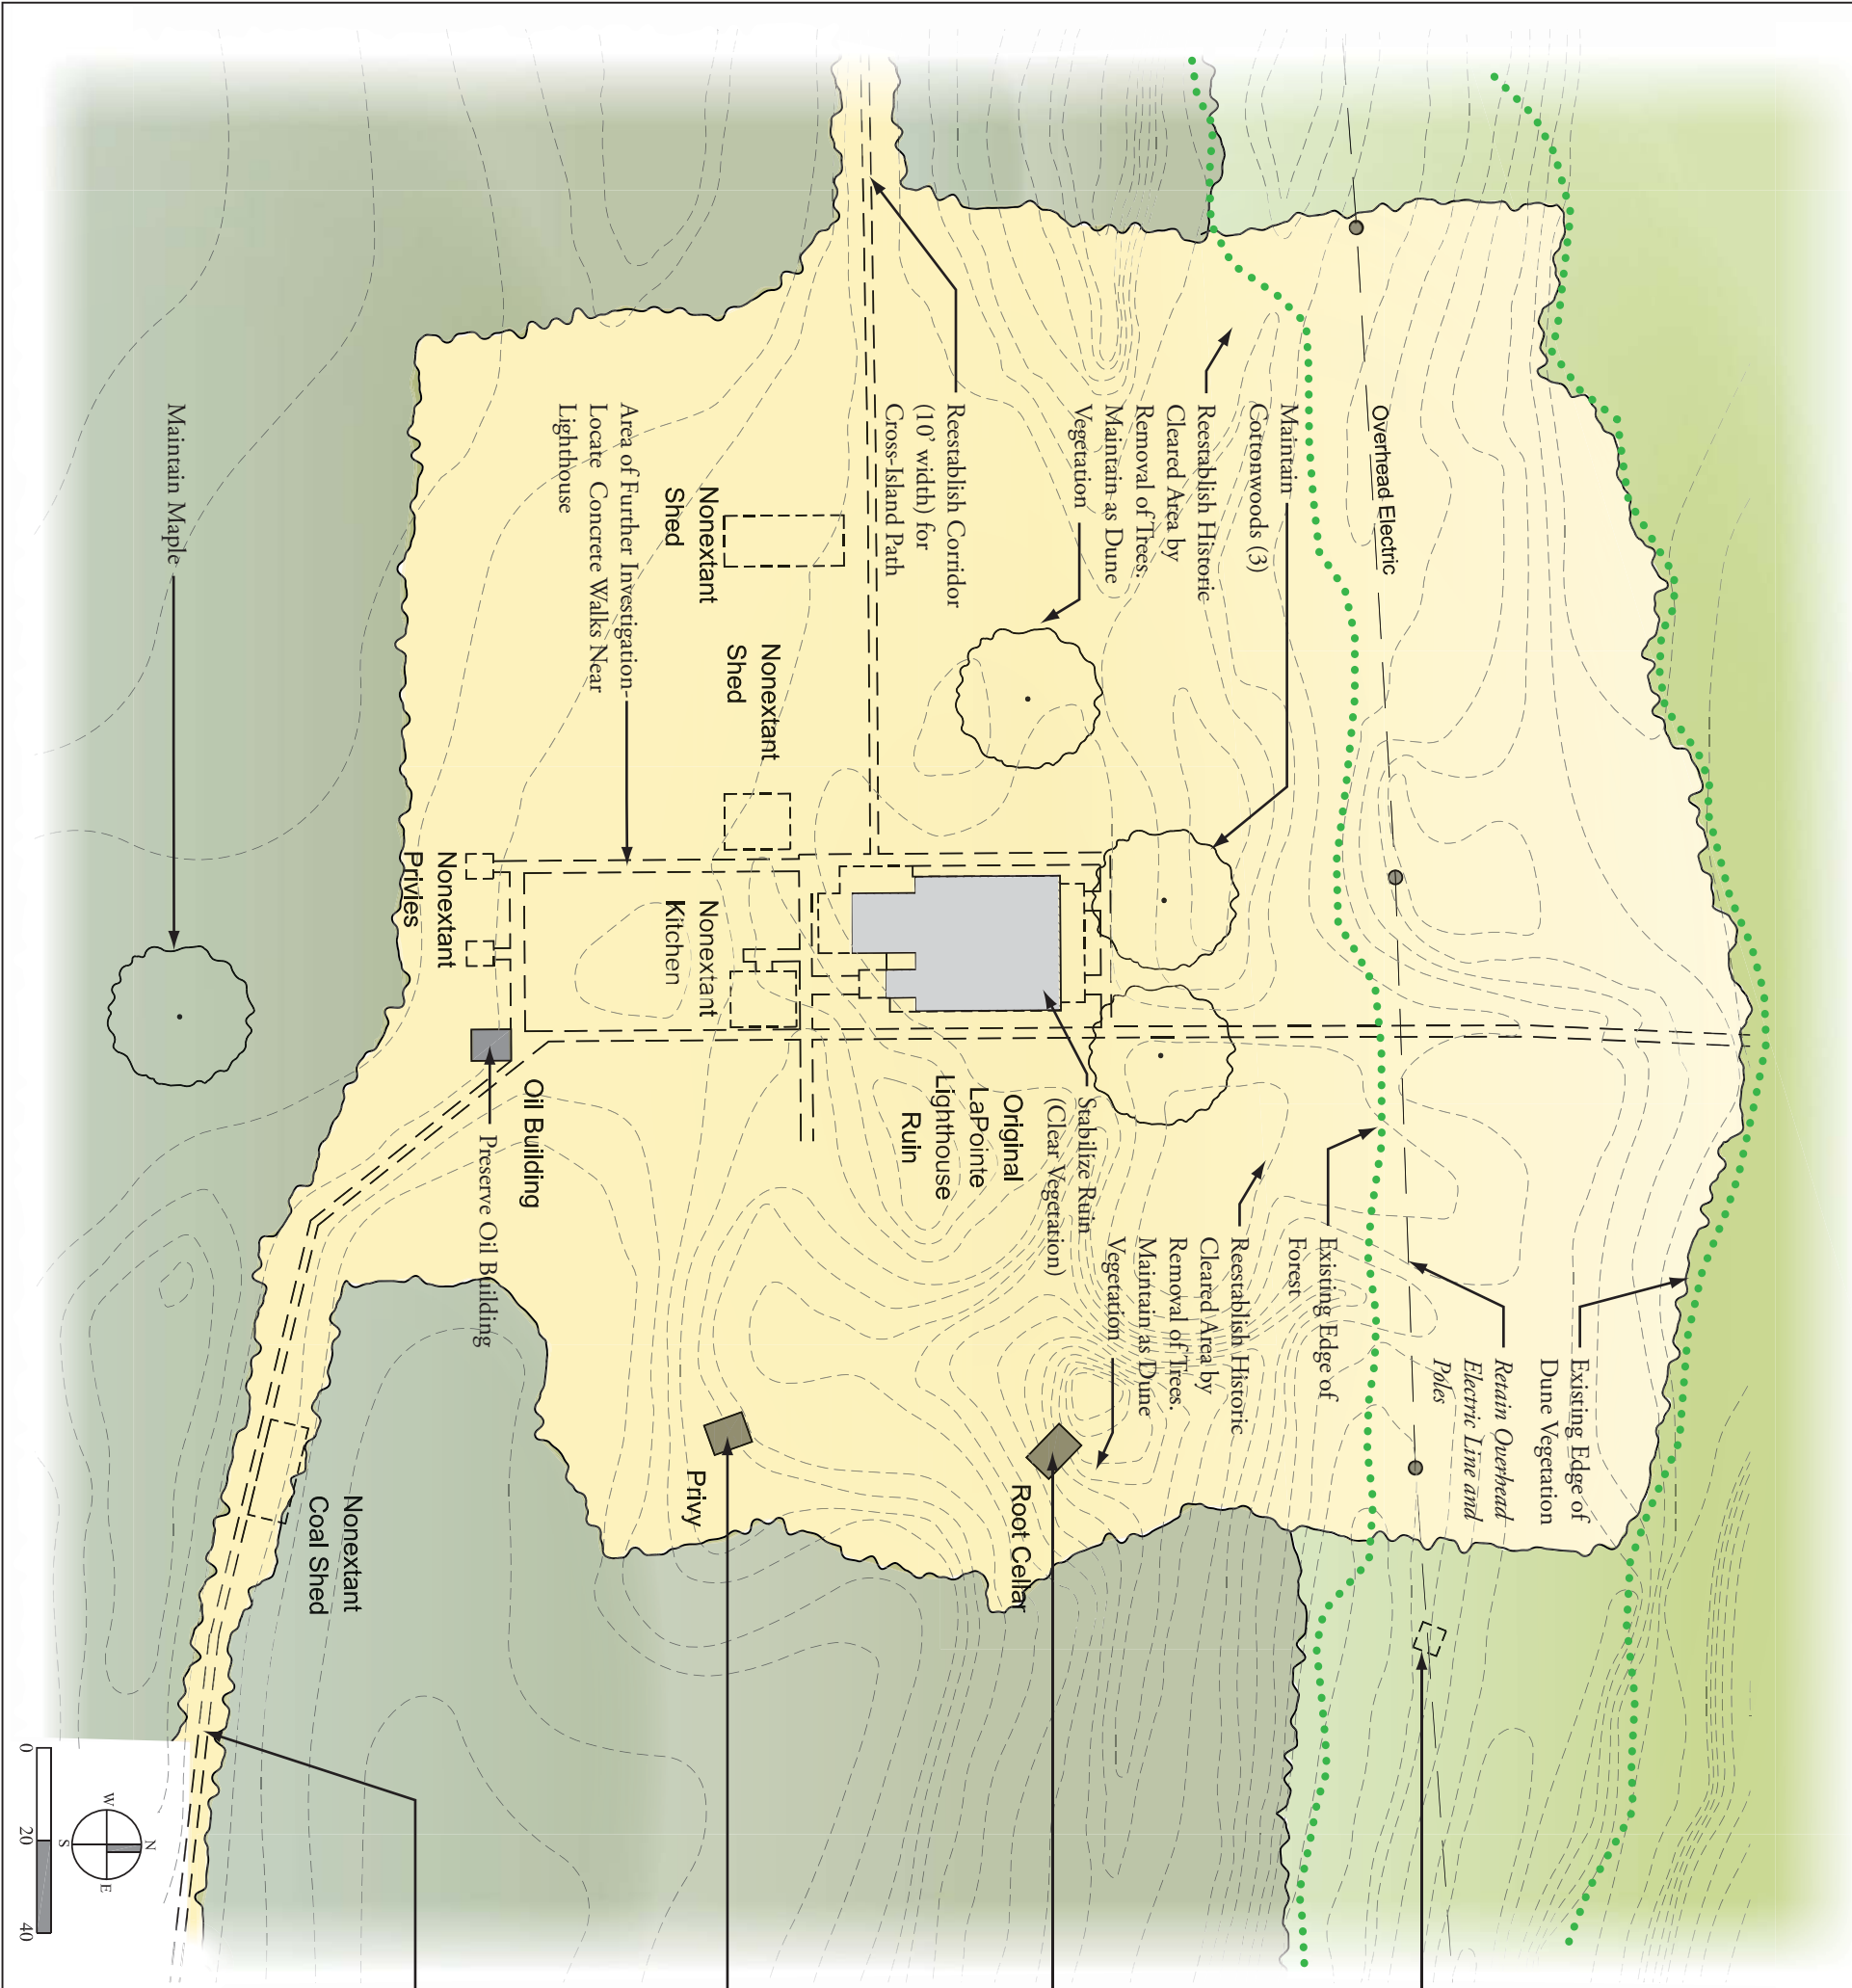 Overhead Electric
Maintain
Cottonwoods (3)
Reestablish Historic
Cleared Area by
Removal of Trees.
Maintain as Dune
Vegetation
Reestablish Corridor
(10' width) for
Cross-Island Path
Nonextant
Shed
Area of Further Investigation-
Locate Concrete Walks Near
Lighthouse
Maintain Maple
Nonextant
Shed
Nonextant
Kitchen
Nonextant
Privies
Stabilize Ruin
(Clear Vegetation)
Original
LaPointe
Lighthouse
Ruin
Oil Building
Preserve Oil Building
Existing Edge of
Dune Vegetation
Retain Overhead
Electric Line and
Poles
Existing Edge of
Forest
Reestablish Historic
Cleared Area by
Removal of Trees.
Maintain as Dune
Vegetation
Root Cellar
Privy
Nonextant
Coal Shed
N
W
E
S
0 20 40